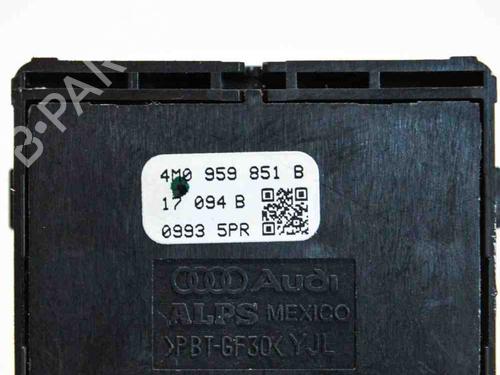 4M0 959 851 B
17 094 B
0993 5PR
Audi
ALPS MEXICO
>PBT-GF30< YJL
B-PAR